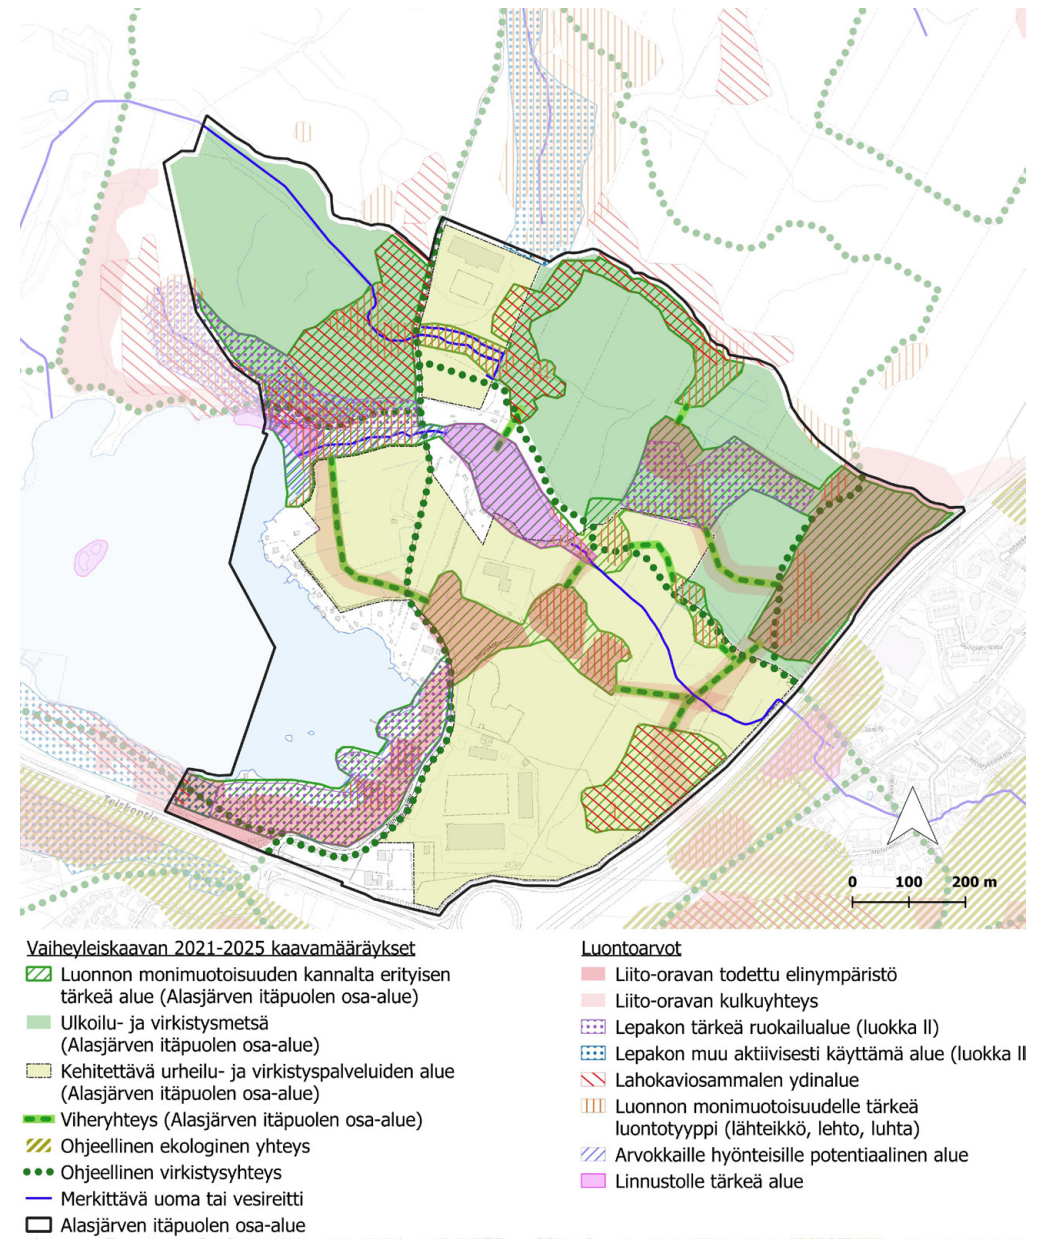 Teiskontie
0 100 200 m
Vaiheyleiskaavan 2021-2025 kaavamääräykset
Luonnon monimuotoisuuden kannalta erityisen
tärkeä alue (Alasjärven itäpuolen osa-alue)
Ulkoilu- ja virkistysmetsä
(Alasjärven itäpuolen osa-alue)
Kehitettävä urheilu- ja virkistyspalveluiden alue
(Alasjärven itäpuolen osa-alue)
Viheryhteys (Alasjärven itäpuolen osa-alue)
Ohjeellinen ekologinen yhteys
Ohjeellinen virkistysyhteys
Merkittävä uoma tai vesireitti
Alasjärven itäpuolen osa-alue
Luontoarvot
Liito-oravan todettu elinympäristö
Liito-oravan kulkuyhteys
Lepakon tärkeä ruokailualue (luokka II)
Lepakon muu aktiivisesti käyttämä alue (luokka II
Lahokaviosammalen ydinalue
Luonnon monimuotoisuudelle tärkeä
luontotyyppi (lähteikkö, lehto, luhta)
Arvokkaille hyönteisille potentiaalinen alue
Linnustolle tärkeä alue